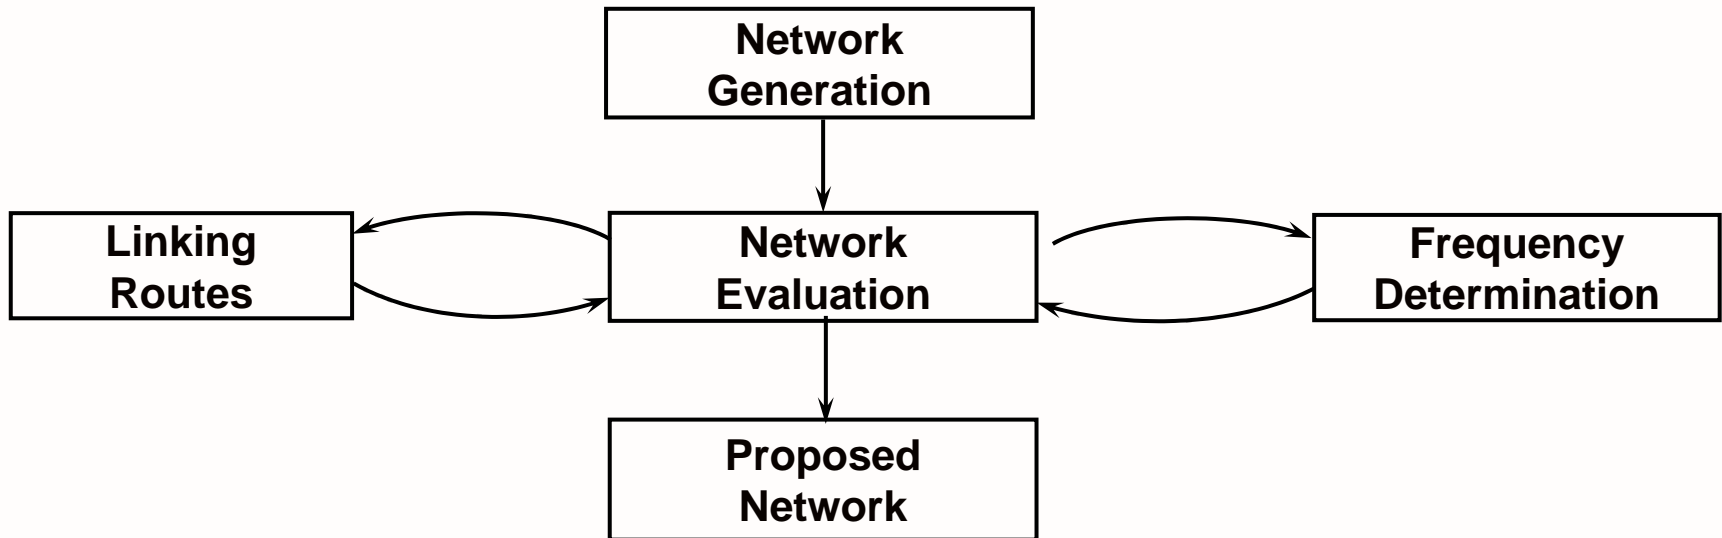 Network
Generation
Linking
Routes
Network
Evaluation
Frequency
Determination
Proposed
Network